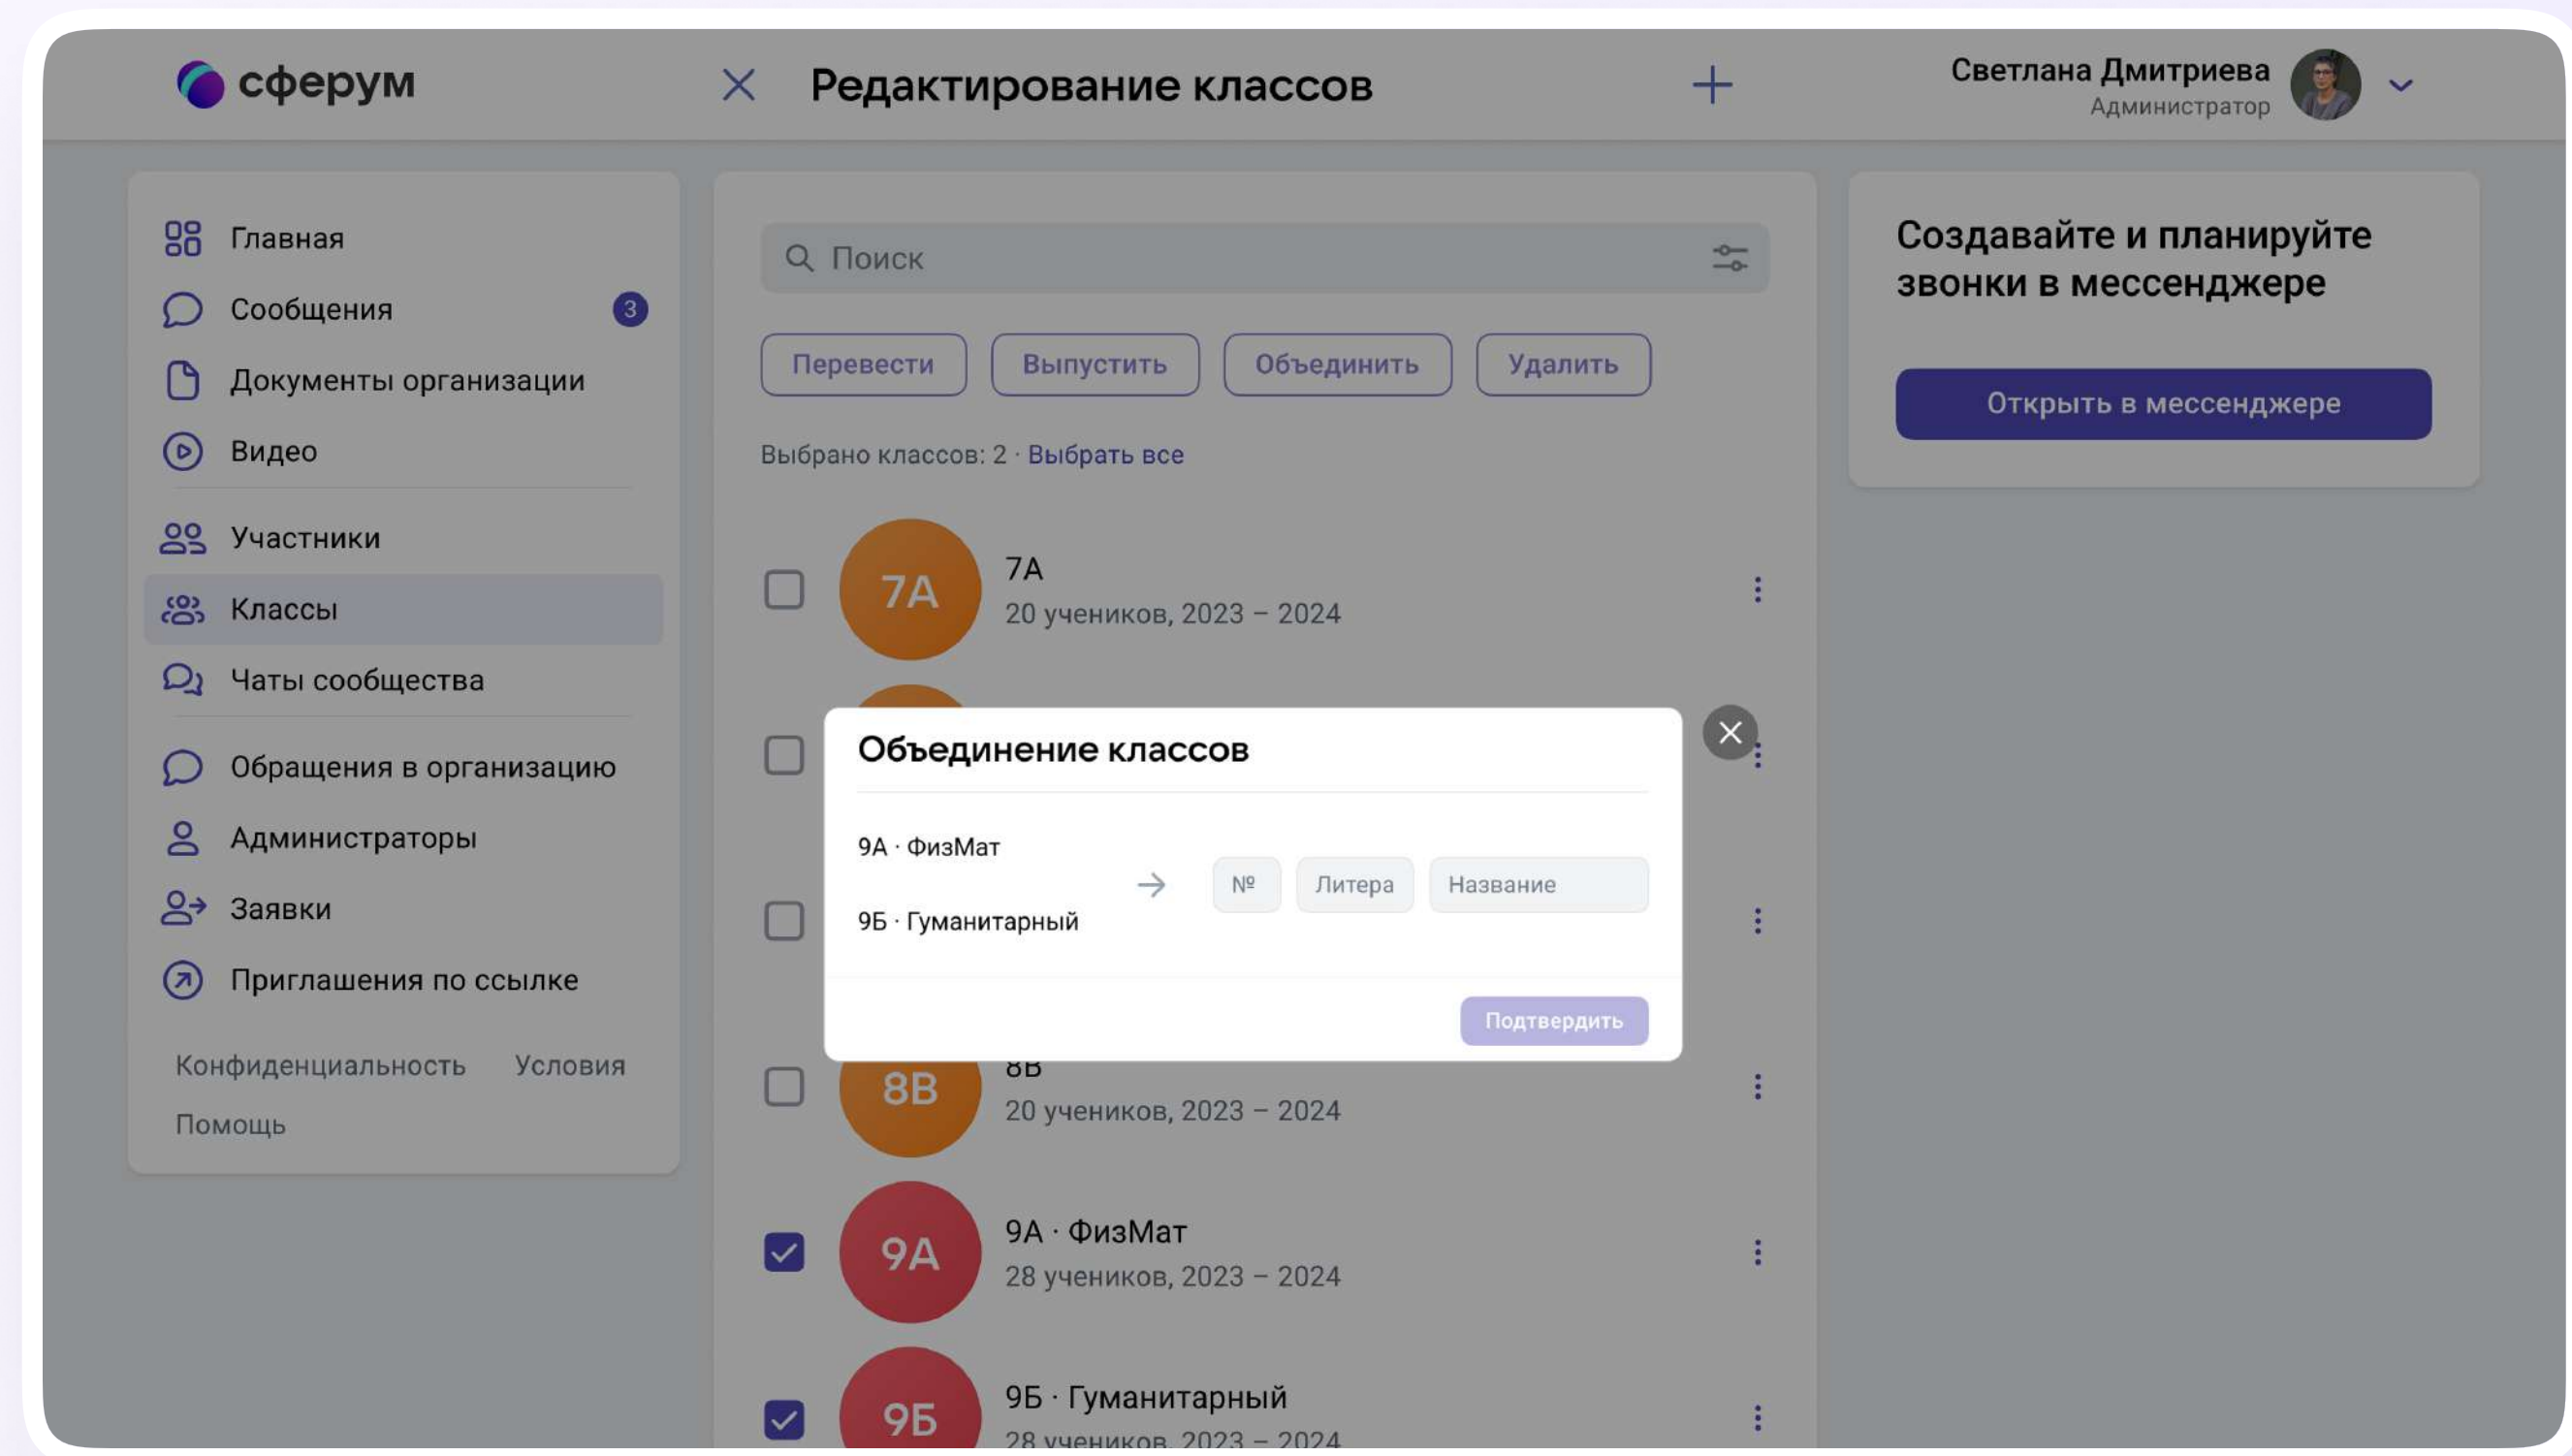 сферум
Редактирование классов
Светлана Дмитриева
Администратор
Главная
Сообщения
3
Документы организации
Видео
Участники
Классы
Чаты сообщества
Обращения в организацию
Администраторы
Заявки
Приглашения по ссылке
Конфиденциальность Условия
Помощь
Поиск
Перевести Выпустить Объединить Удалить
Выбрано классов: 2 · Выбрать все
7А
7А
20 учеников, 2023 – 2024
Объединение классов
9А · ФизМат
9Б · Гуманитарный
№ Литера Название
Подтвердить
8В
8В
20 учеников, 2023 – 2024
9А
9А · ФизМат
28 учеников, 2023 – 2024
9Б
9Б · Гуманитарный
28 учеников, 2023 – 2024
Создавайте и планируйте
звонки в мессенджере
Открыть в мессенджере